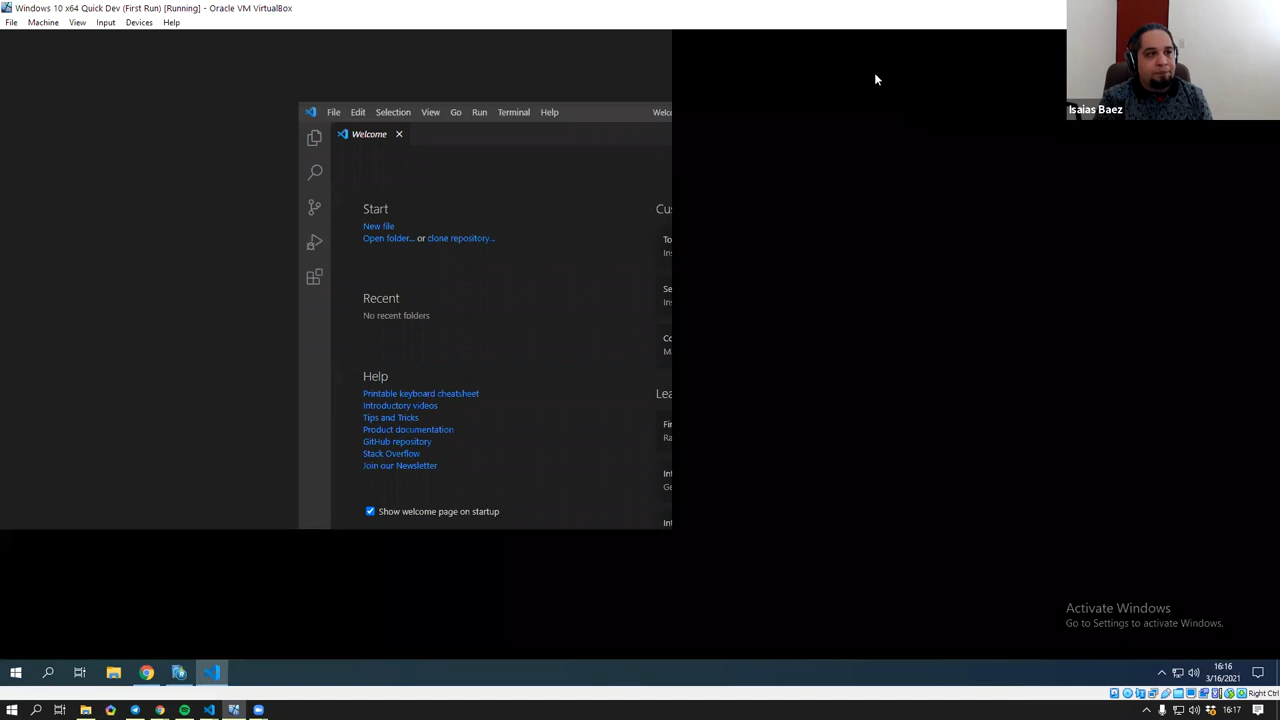 Windows 10 x64 Quick Dev (First Run) [Running] - Oracle VM VirtualBox
File Machine View Input Devices Help
Isaias Baez
File Edit Selection View Go Run Terminal Help
Welcome
Start
New file
Open folder... or clone repository...
Recent
No recent folders
Help
Printable keyboard cheatsheet
Introductory videos
Tips and Tricks
Product documentation
GitHub repository
Stack Overflow
Join our Newsletter
Show welcome page on startup
Activate Windows
Go to Settings to activate Windows.
16:16
3/16/2021
Right Ctrl
16:17